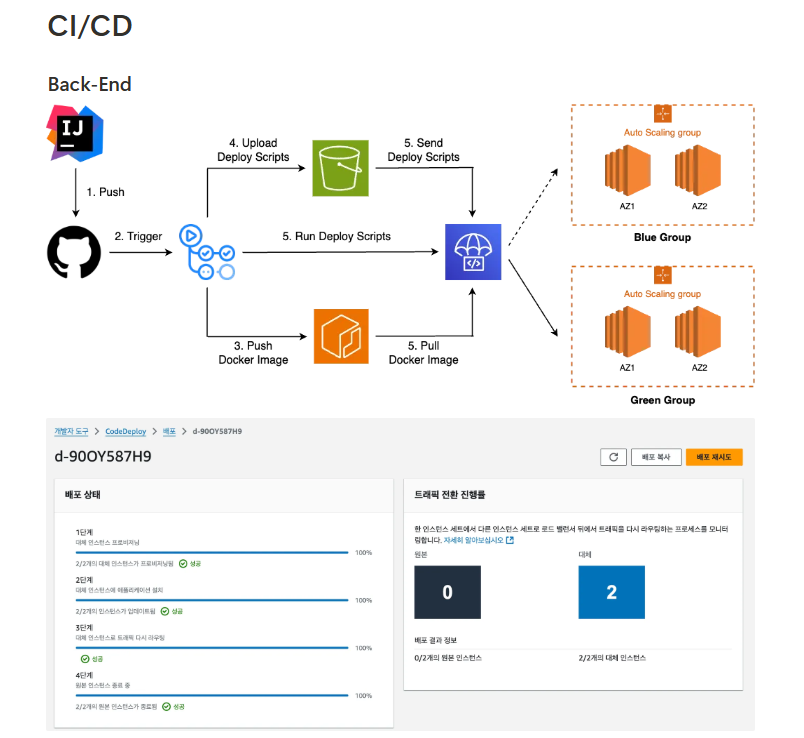 CI/CD
Back-End
IJ
1. Push
2. Trigger
4. Upload
Deploy Scripts
5. Send
Deploy Scripts
5. Run Deploy Scripts
3. Push
Docker Image
5. Pull
Docker Image
Auto Scaling group
AZ1 AZ2
Blue Group
Auto Scaling group
AZ1 AZ2
Green Group
개발자 도구 > CodeDeploy > 배포 > d-90OY587H9
d-90OY587H9
배포 복사
배포 재시도
배포 상태
1단계
대체 인스턴스 프로비저닝
100%
2/2개의 대체 인스턴스가 프로비저닝됨 성공
2단계
대체 인스턴스에 애플리케이션 설치
100%
2/2개의 인스턴스가 업데이트됨 성공
3단계
대체 인스턴스로 트래픽 다시 라우팅
100%
성공
4단계
원본 인스턴스 종료 중
100%
2/2개의 원본 인스턴스가 종료됨 성공
트래픽 전환 진행률
한 인스턴스 세트에서 다른 인스턴스 세트로 로드 밸런서 뒤에서 트래픽을 다시 라우팅하는 프로세스를 모니터
링합니다. 자세히 알아보십시오
원본 대체
0 2
배포 결과 정보
0/2개의 원본 인스턴스 2/2개의 대체 인스턴스